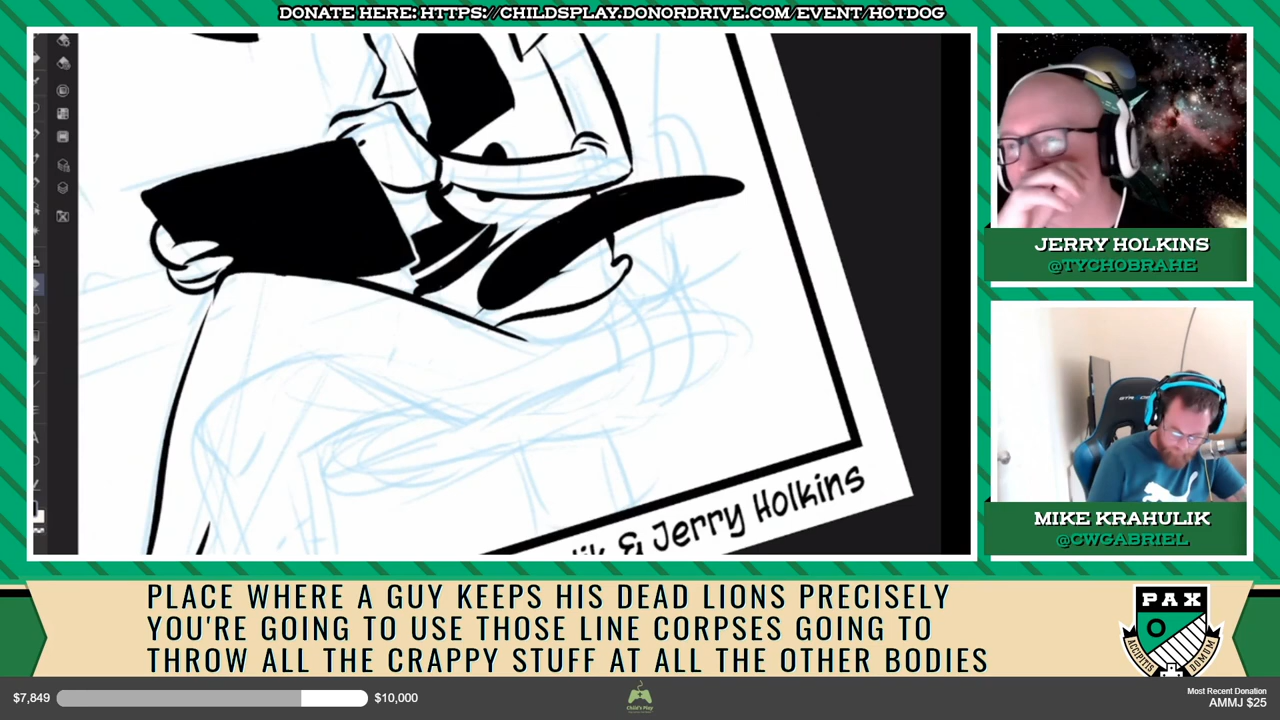 DONATE HERE: HTTPS://CHILDSPLAY.DONORDRIVE.COM/EVENT/HOTDOG
JERRY HOLKINS
@TYCHOBRAHE
& Jerry Holkins
MIKE KRAHULIK
@CWGABRIEL
PLACE WHERE A GUY KEEPS HIS DEAD LIONS PRECISELY
YOU'RE GOING TO USE THOSE LINE CORPSES GOING TO
THROW ALL THE CRAPPY STUFF AT ALL THE OTHER BODIES
PAX
ACCIPITIS DOMUM
$7,849
$10,000
Child's Play
Most Recent Donation
AMMJ $25